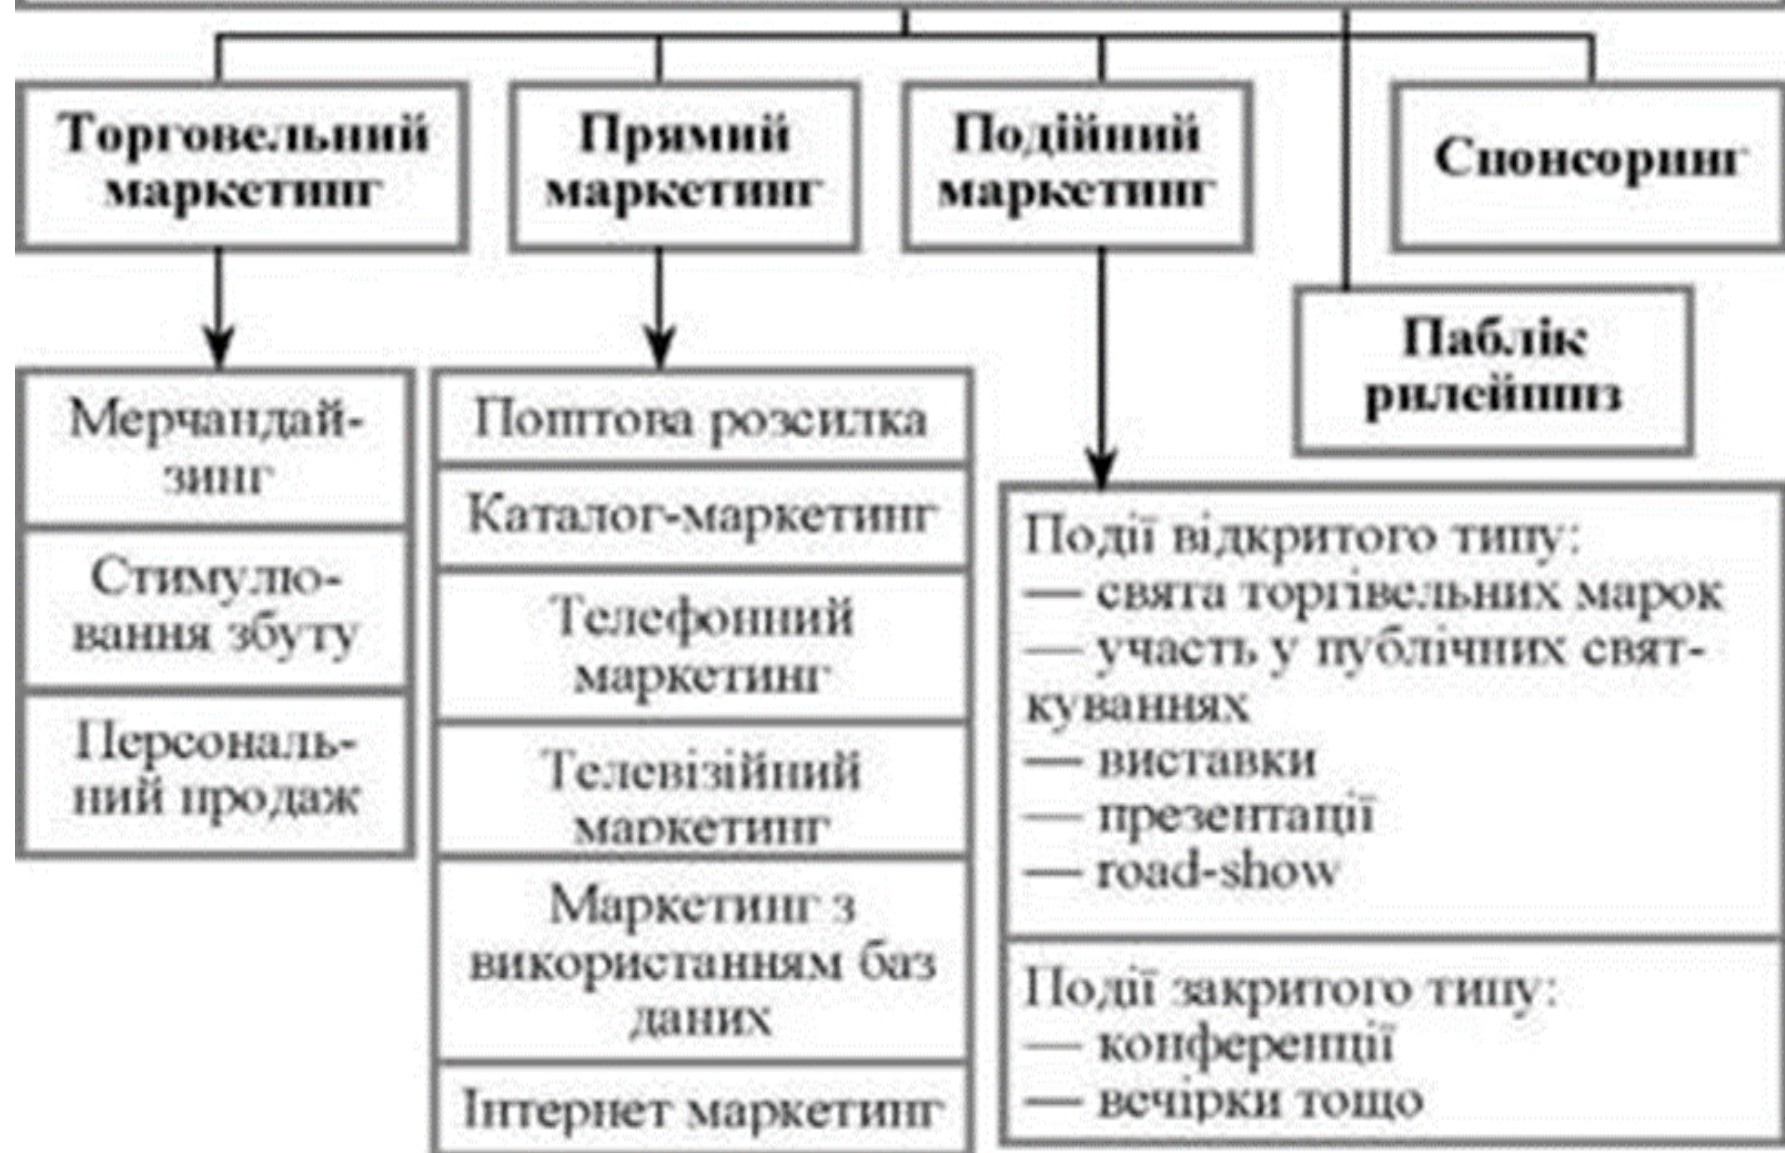 Торговельний
маркетинг
Прямий
маркетинг
Подійний
маркетинг
Спонсоринг
Паблік
рилейшнз
Мерчандай-
зинг
Стимулю-
вання збуту
Персональ-
ний продаж
Поштова розсилка
Каталог-маркетинг
Телефонний
маркетинг
Телевізійний
маркетинг
Маркетинг з
використанням баз
даних
Інтернет маркетинг
Події відкритого типу:
— свята торгівельних марок
— участь у публічних свят-
куваннях
— виставки
— презентації
— road-show
Події закритого типу:
— конференції
— вечірки тощо